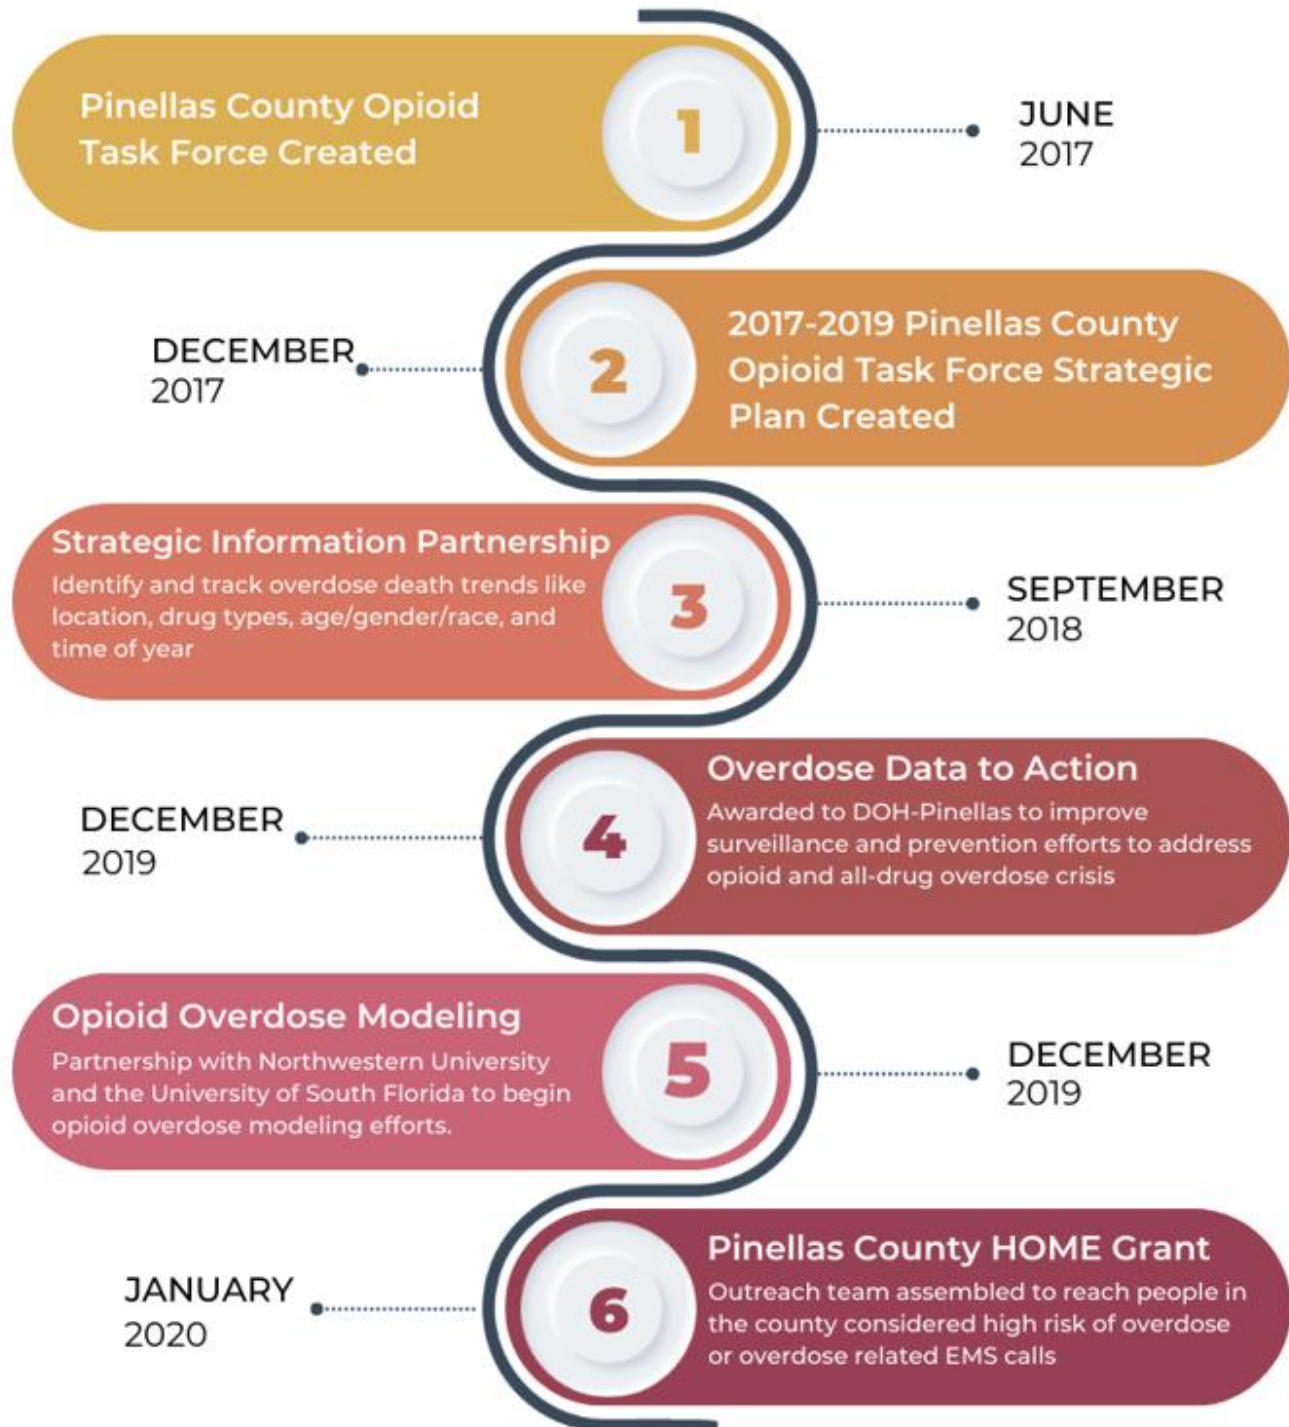 Pinellas County Opioid
Task Force Created
1
JUNE
2017
DECEMBER
2017
2
2017-2019 Pinellas County
Opioid Task Force Strategic
Plan Created
Strategic Information Partnership
Identify and track overdose death trends like
location, drug types, age/gender/race, and
time of year
3
SEPTEMBER
2018
DECEMBER
2019
4
Overdose Data to Action
Awarded to DOH-Pinellas to improve
surveillance and prevention efforts to address
opioid and all-drug overdose crisis
Opioid Overdose Modeling
Partnership with Northwestern University
and the University of South Florida to begin
opioid overdose modeling efforts.
5
DECEMBER
2019
JANUARY
2020
6
Pinellas County HOME Grant
Outreach team assembled to reach people in
the county considered high risk of overdose
or overdose related EMS calls